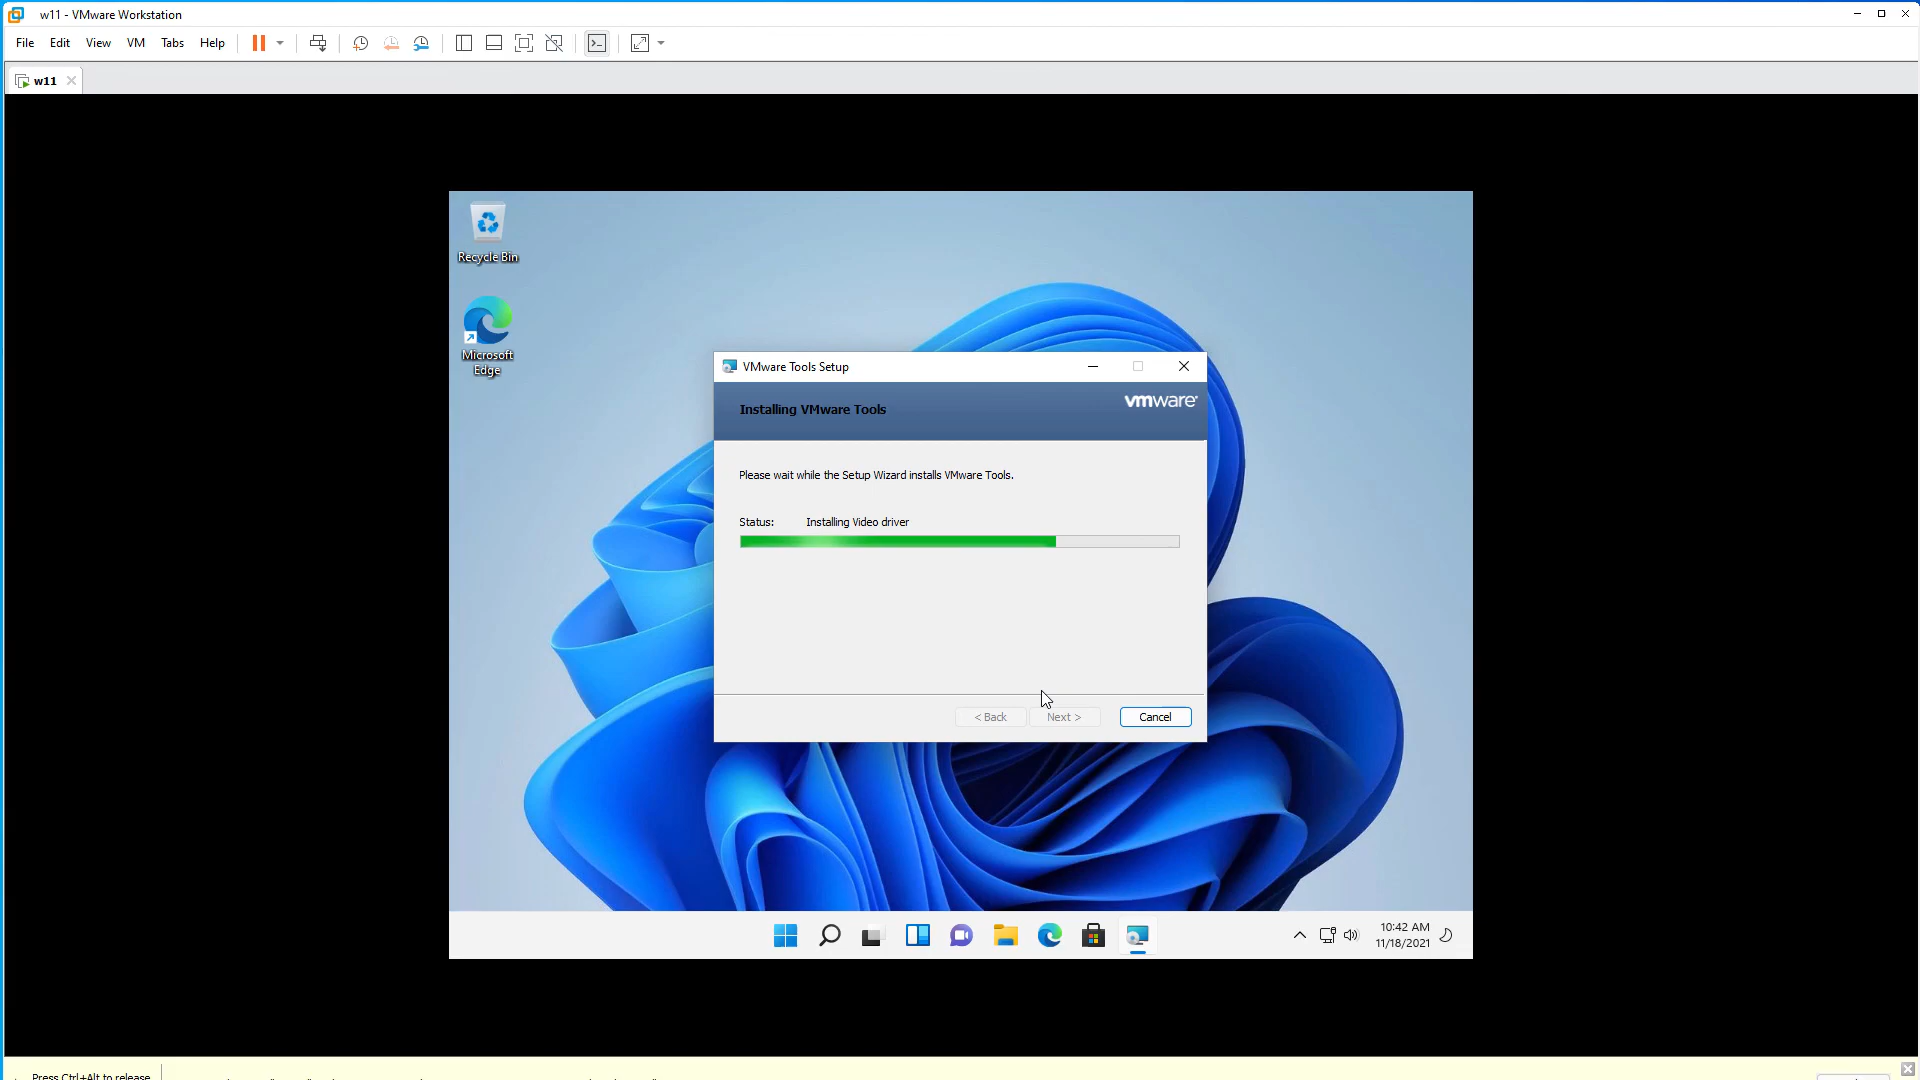 w11 - VMware Workstation
File Edit View VM Tabs Help
w11
Recycle Bin
Microsoft
Edge
VMware Tools Setup
vmware
Installing VMware Tools
Please wait while the Setup Wizard installs VMware Tools.
Status: Installing Video driver
< Back Next > Cancel
10:42 AM
11/18/2021
Press Ctrl+Alt to release